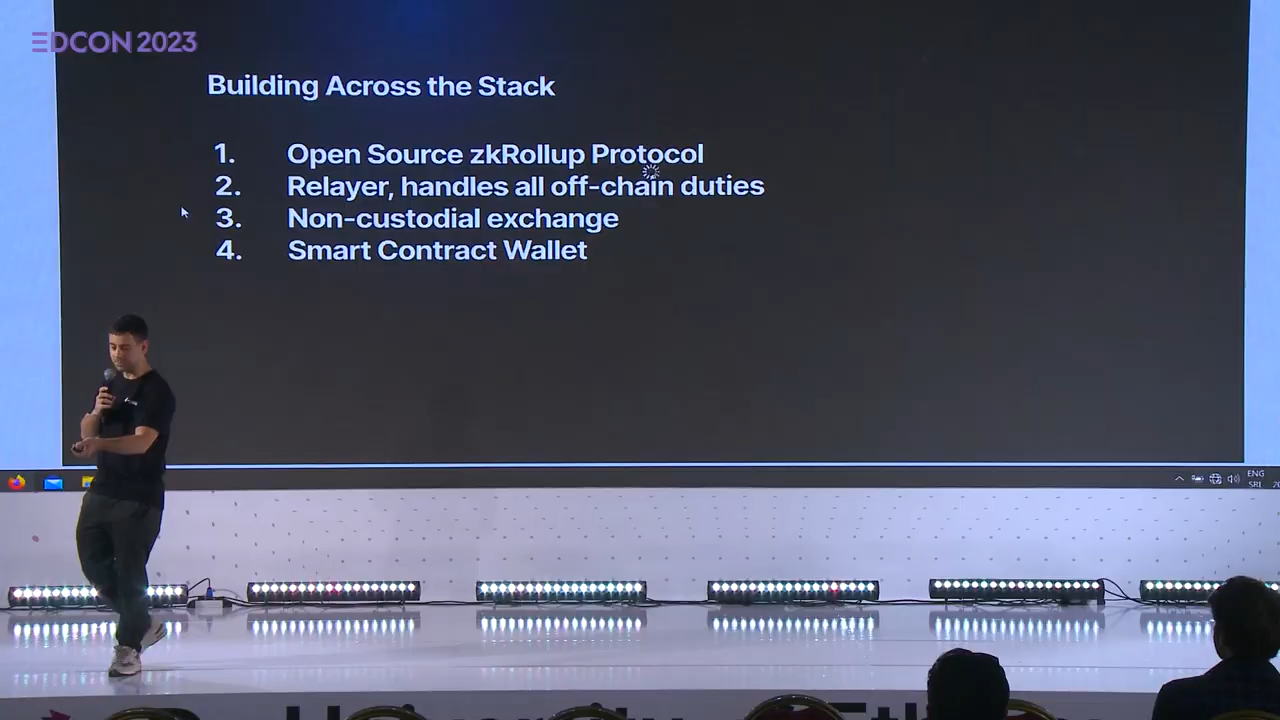 EDCON 2023
Building Across the Stack
1. Open Source zkRollup Protocol
2. Relayer, handles all off-chain duties
3. Non-custodial exchange
4. Smart Contract Wallet
ENG
SRL